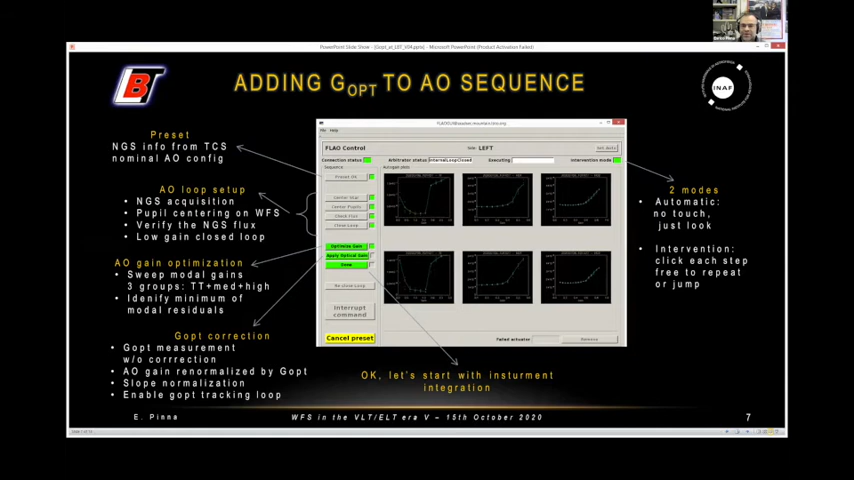 PowerPoint Slide Show - [Gopt_at_LBT_V04.pptx] - Microsoft PowerPoint (Product Activation Failed)
LBT
ADDING GOPT TO AO SEQUENCE
INAF
Preset
NGS info from TCS
nominal AO config
AO loop setup
• NGS acquisition
• Pupil centering on WFS
• Verify the NGS flux
• Low gain closed loop
AO gain optimization
• Sweep modal gains
3 groups: TT+med+high
• Idenify minimum of
modal residuals
Gopt correction
• Gopt measurement
w/o corrrection
• AO gain renormalized by Gopt
• Slope normalization
• Enable gopt tracking loop
FLAO Control
Side: LEFT
Connection status
Arbitrator status
Executing
Intervention mode
Sequence
Preset OK
Center Star
Center Pupils
Check Flux
Close Loop
Optimize Gain
Apply Optical Gain
Done
Interrupt
command
Cancel preset
Failed actuator
Remove
2 modes
• Automatic:
no touch,
just look
• Intervention:
click each step
free to repeat
or jump
OK, let's start with insturment
integration
E. Pinna
WFS in the VLT/ELT era V – 15th October 2020
7